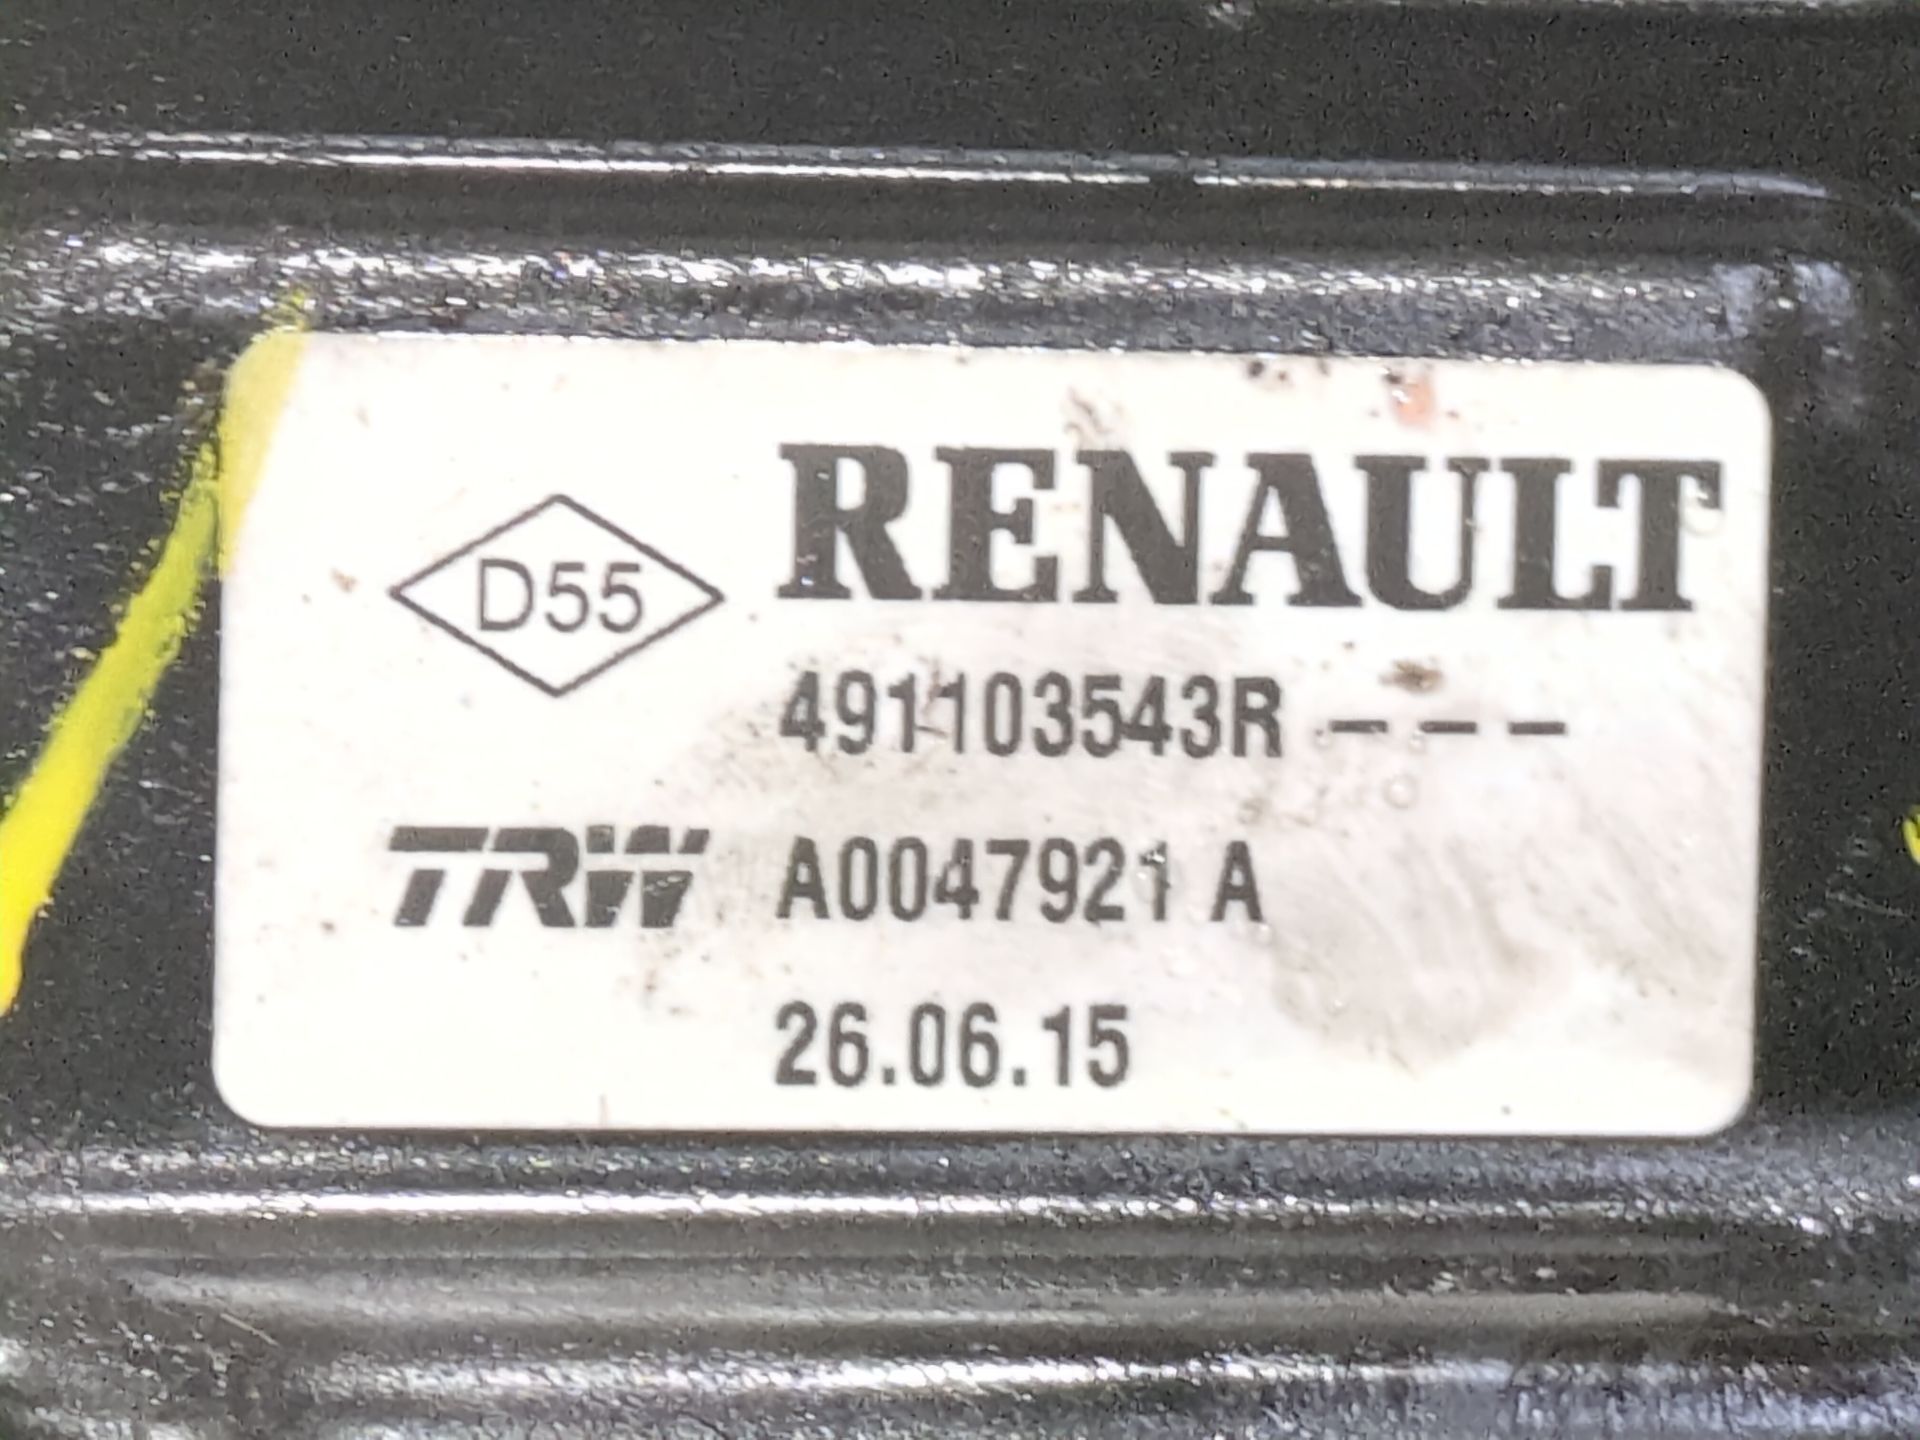 RENAULT
D55
491103543R ---
TRW A0047921 A
26.06.15